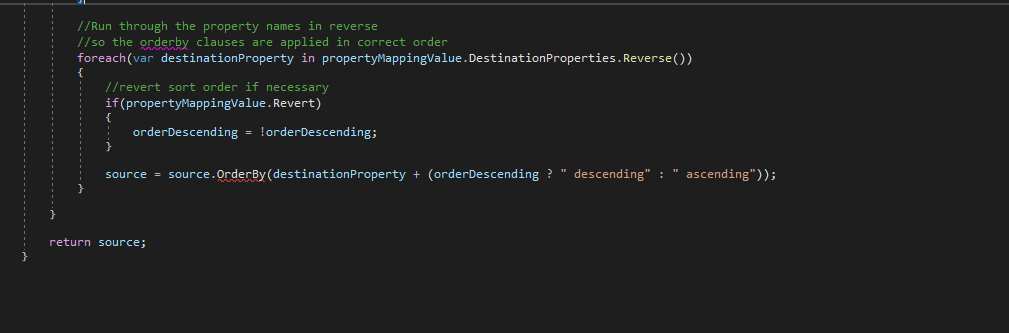 //Run through the property names in reverse
//so the orderby clauses are applied in correct order
foreach(var destinationProperty in propertyMappingValue.DestinationProperties.Reverse())
{
//revert sort order if necessary
if(propertyMappingValue.Revert)
{
orderDescending = !orderDescending;
}
source = source.OrderBy(destinationProperty + (orderDescending ? " descending" : " ascending"));
}
}
return source;
}